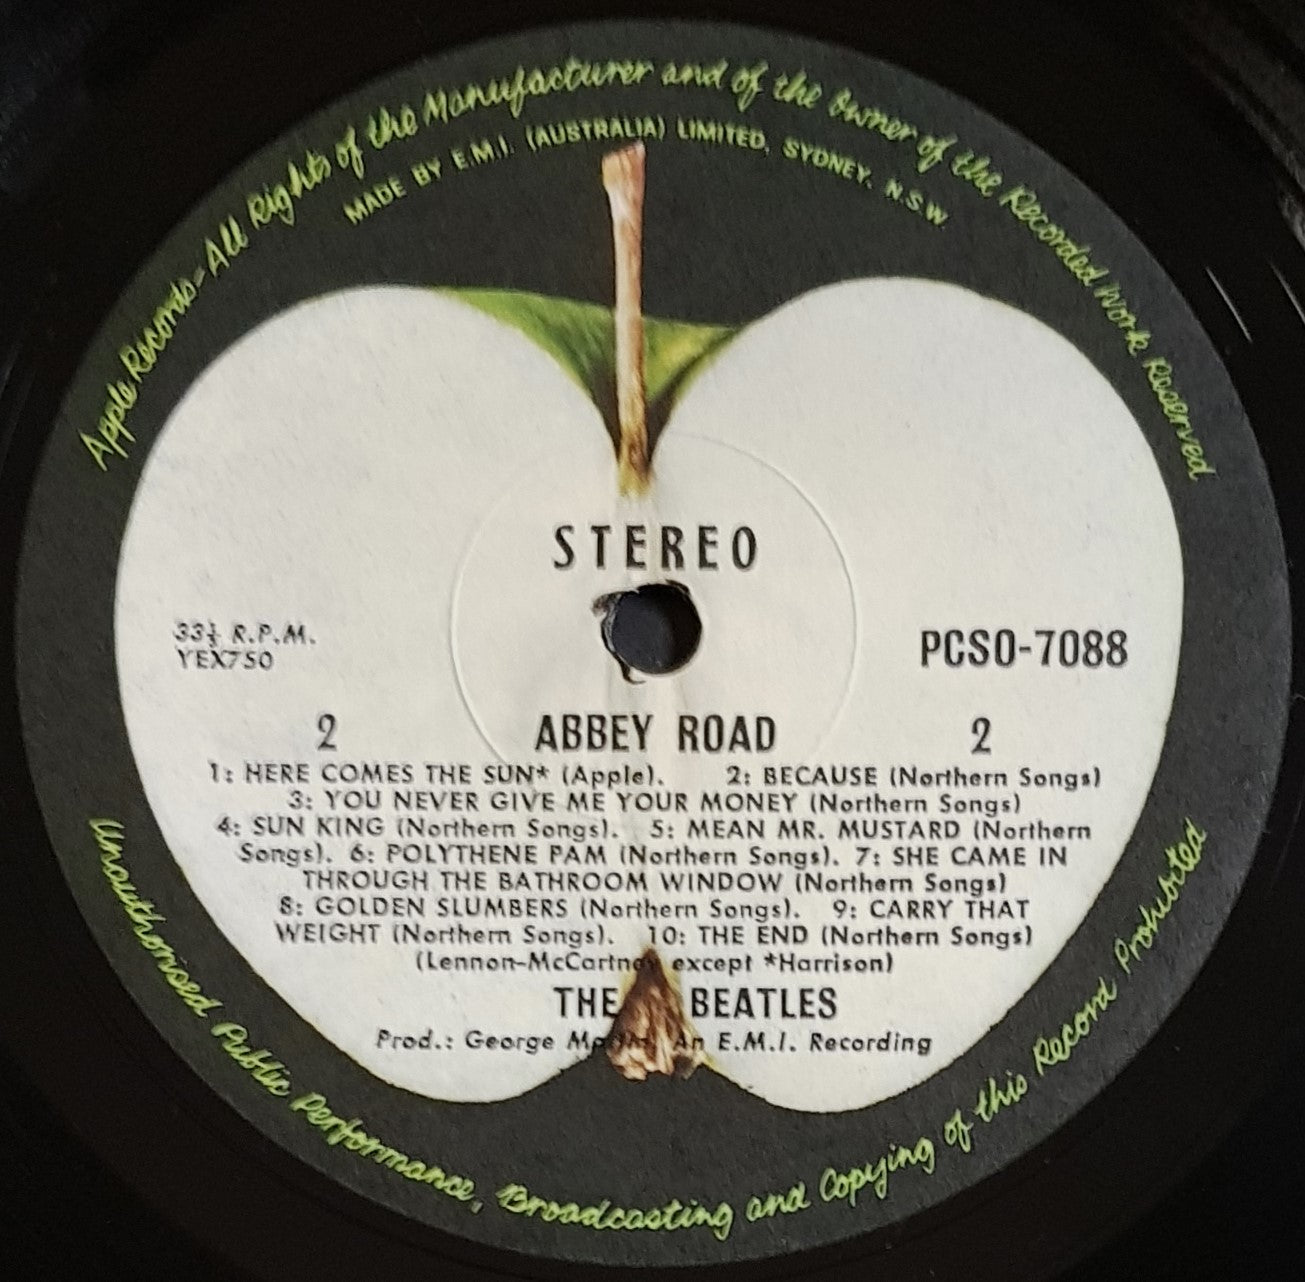 Apple Records-All Rights of the Manufacturer and of the Owner of the Recorded Work Reserved
MADE BY E.M.I. (AUSTRALIA) LIMITED, SYDNEY. N.S.W.
STEREO
33⅓ R.P.M.
YEX750
PCSO-7088
2 ABBEY ROAD 2
1: HERE COMES THE SUN* (Apple). 2: BECAUSE (Northern Songs)
3: YOU NEVER GIVE ME YOUR MONEY (Northern Songs)
4: SUN KING (Northern Songs). 5: MEAN MR. MUSTARD (Northern
Songs). 6: POLYTHENE PAM (Northern Songs). 7: SHE CAME IN
THROUGH THE BATHROOM WINDOW (Northern Songs)
8: GOLDEN SLUMBERS (Northern Songs). 9: CARRY THAT
WEIGHT (Northern Songs). 10: THE END (Northern Songs)
(Lennon-McCartney except *Harrison)
THE BEATLES
Prod.: George An E.M.I. Recording
Unauthorised Public Performance, Broadcasting and Copying of this Record Prohibited